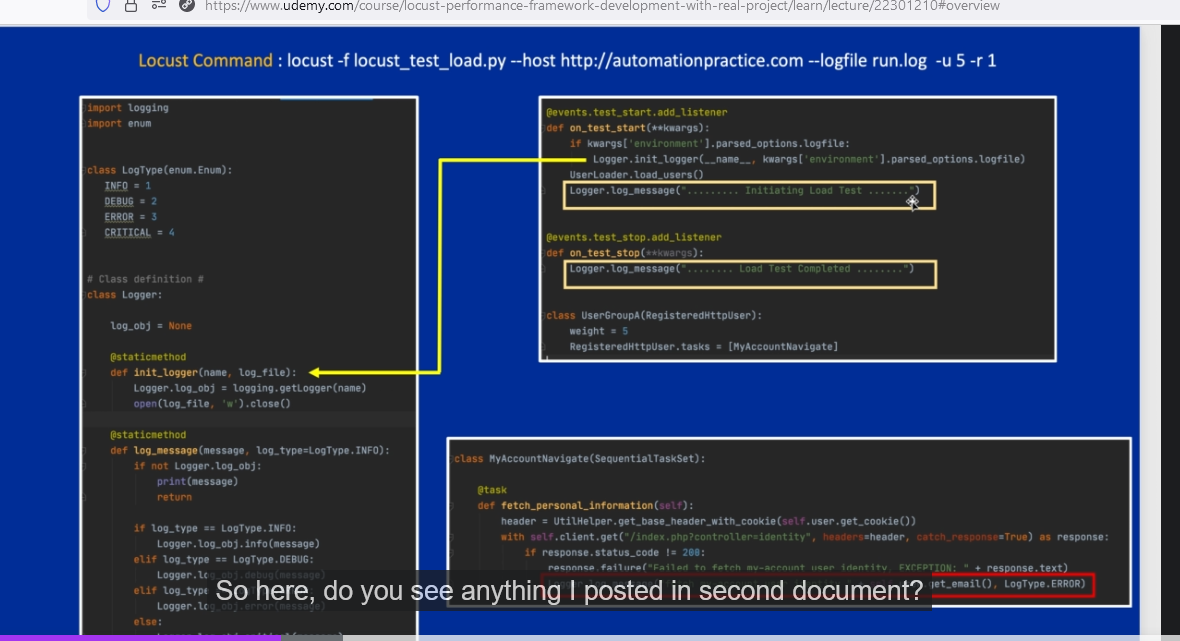 https://www.udemy.com/course/locust-performance-framework-development-with-real-project/learn/lecture/22301210#overview
Locust Command : locust -f locust_test_load.py --host http://automationpractice.com --logfile run.log -u 5 -r 1
import logging
import enum
class LogType(enum.Enum):
INFO = 1
DEBUG = 2
ERROR = 3
CRITICAL = 4
# Class definition #
class Logger:
log_obj = None
@staticmethod
def init_logger(name, log_file):
Logger.log_obj = logging.getLogger(name)
open(log_file, 'w').close()
@staticmethod
def log_message(message, log_type=LogType.INFO):
if not Logger.log_obj:
print(message)
return
if log_type == LogType.INFO:
Logger.log_obj.info(message)
elif log_type == LogType.DEBUG:
Logger.log_obj.debug(message)
elif
Logger.log_obj.error(message)
else:
@events.test_start.add_listener
def on_test_start(**kwargs):
if kwargs['environment'].parsed_options.logfile:
Logger.init_logger(__name__, kwargs['environment'].parsed_options.logfile)
UserLoader.load_users()
Logger.log_message("......... Initiating Load Test .......")
@events.test_stop.add_listener
def on_test_stop(**kwargs):
Logger.log_message("........ Load Test Completed ........")
class UserGroupA(RegisteredHttpUser):
weight = 5
RegisteredHttpUser.tasks = [MyAccountNavigate]
class MyAccountNavigate(SequentialTaskSet):
@task
def fetch_personal_information(self):
header = UtilHelper.get_base_header_with_cookie(self.user.get_cookie())
with self.client.get("/index.php?controller=identity", headers=header, catch_response=True) as response:
if response.status_code != 200:
response.failure("Failed to fetch my-account user identity. EXCEPTION: " + response.text)
get_email(), LogType.ERROR)
So here, do you see anything I posted in second document?